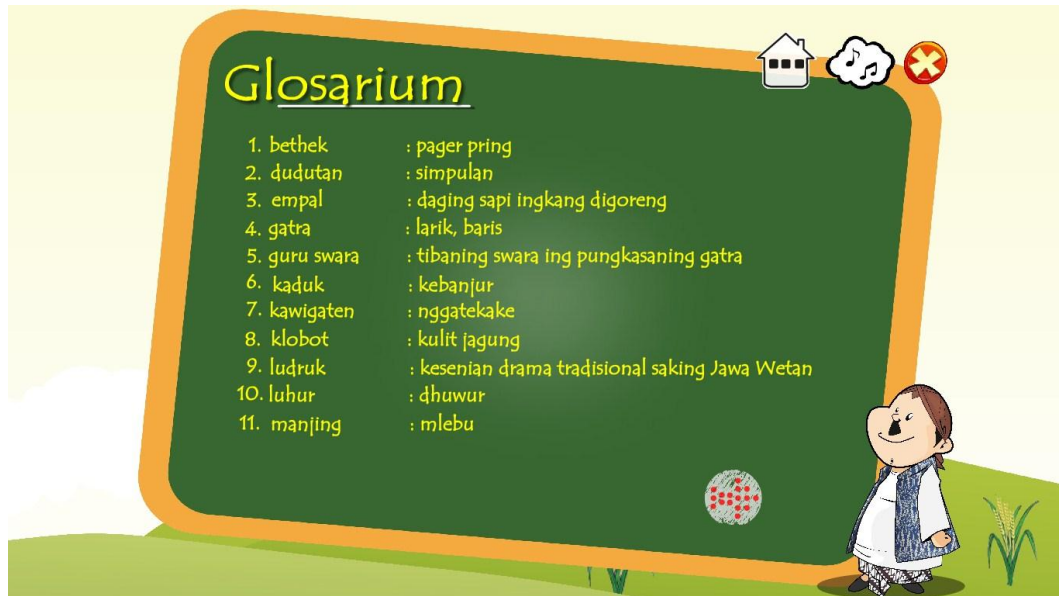 Glosarium
1. bethek : pager pring
2. dudutan : simpulan
3. empal : daging sapi ingkang digoreng
4. gatra : larik, baris
5. guru swara : tibaning swara ing pungkasaning gatra
6. kaduk : kebanjur
7. kawigaten : nggatekake
8. klobot : kulit jagung
9. ludruk : kesenian drama tradisional saking Jawa Wetan
10. luhur : dhuwur
11. manjing : mlebu